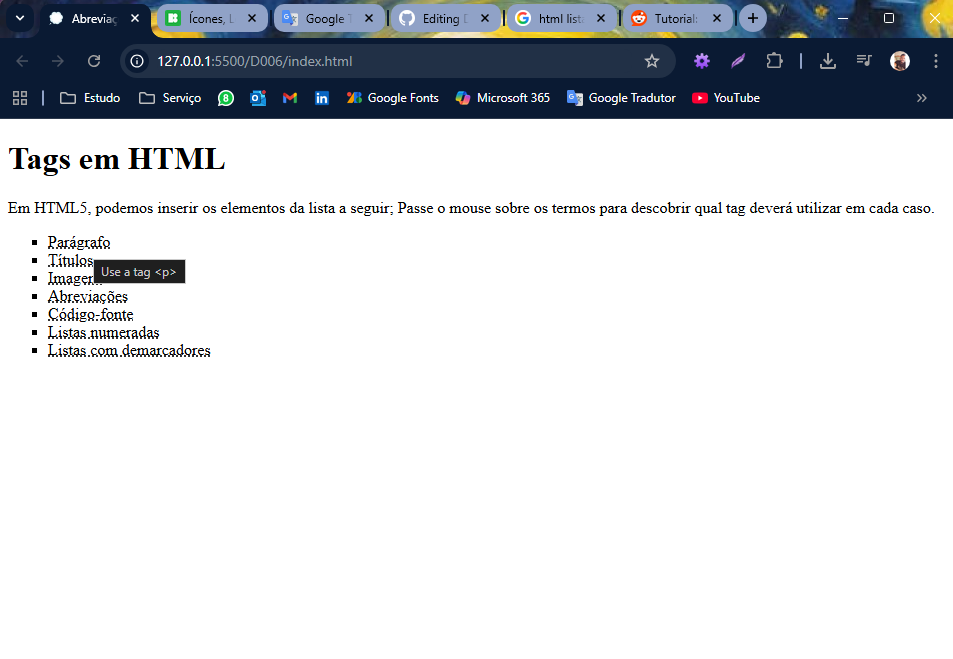 Abreviaç
Ícones, L
Google T
Editing D
html list
Tutorial:
127.0.0.1:5500/D006/index.html
Estudo
Serviço
8
Google Fonts
Microsoft 365
Google Tradutor
YouTube
Tags em HTML
Em HTML5, podemos inserir os elementos da lista a seguir; Passe o mouse sobre os termos para descobrir qual tag deverá utilizar em cada caso.
Parágrafo
Títulos
Use a tag <p>
Imagen
Abreviações
Código-fonte
Listas numeradas
Listas com demarcadores